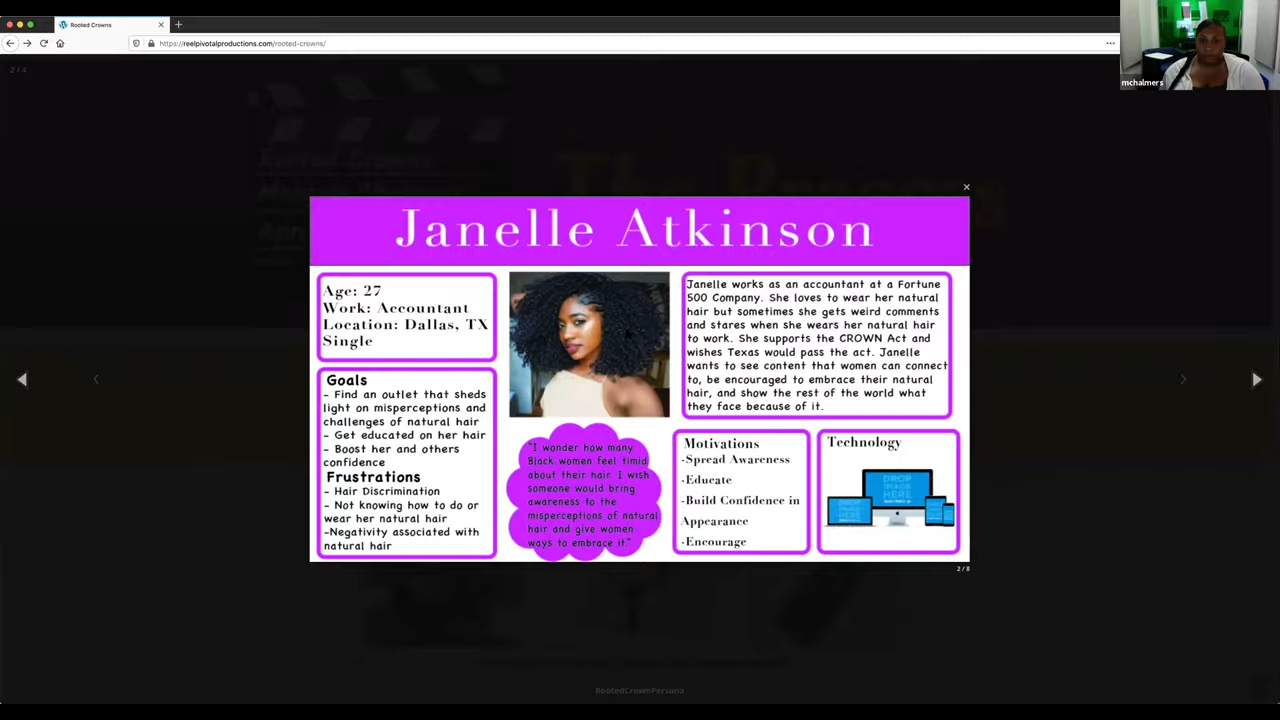 Rooted Crowns
https://reelpivotalproductions.com/rooted-crowns/
mchalmers
2 / 4
Rooted Crowns
Janelle Atkinson
Age: 27
Work: Accountant
Location: Dallas, TX
Single
Goals
- Find an outlet that sheds
light on misperceptions and
challenges of natural hair
- Get educated on her hair
- Boost her and others
confidence
Frustrations
- Hair Discrimination
- Not knowing how to do or
wear her natural hair
-Negativity associated with
natural hair
"I wonder how many
Black women feel timid
about their hair. I wish
someone would bring
awareness to the
misperceptions of natural
hair and give women
ways to embrace it."
Janelle works as an accountant at a Fortune
500 Company. She loves to wear her natural
hair but sometimes she gets weird comments
and stares when she wears her natural hair
to work. She supports the CROWN Act and
wishes Texas would pass the act. Janelle
wants to see content that women can connect
to, be encouraged to embrace their natural
hair, and show the rest of the world what
they face because of it.
Motivations
-Spread Awareness
-Educate
-Build Confidence in
Appearance
-Encourage
Technology
DROP
IMAGE
HERE
2 / 8
RootedCrownPersona